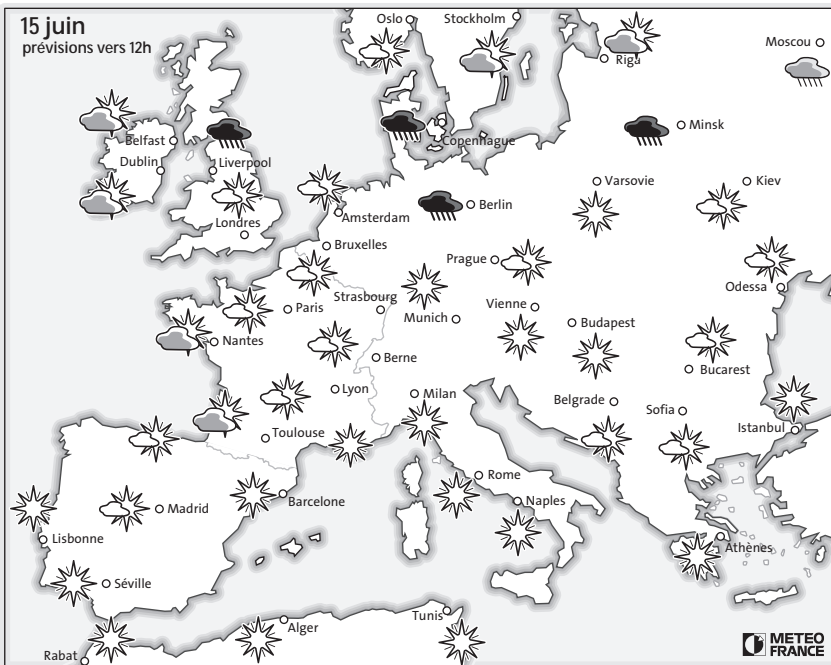 15 juin
prévisions vers 12h
Oslo
Stockholm
Riga
Moscou
Belfast
Dublin
Liverpool
Copenhague
Minsk
Londres
Amsterdam
Berlin
Varsovie
Kiev
Bruxelles
Prague
Odessa
Paris
Strasbourg
Munich
Vienne
Budapest
Nantes
Berne
Bucarest
Lyon
Milan
Belgrade
Sofia
Istanbul
Toulouse
Rome
Naples
Madrid
Barcelone
Lisbonne
Athènes
Séville
Alger
Tunis
Rabat
METEO
FRANCE